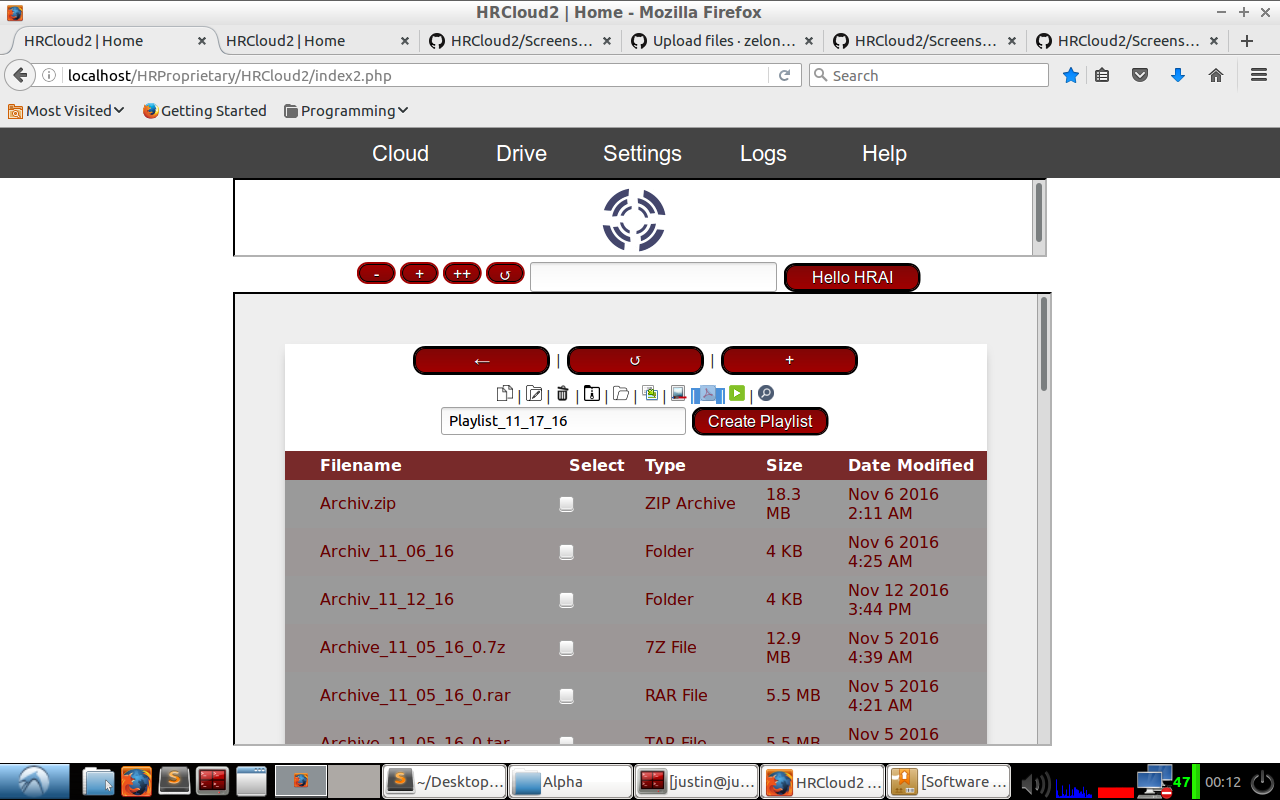 HRCloud2 | Home - Mozilla Firefox
HRCloud2 | Home
HRCloud2 | Home
HRCloud2/Screens...
Upload files · zelon...
HRCloud2/Screens...
HRCloud2/Screens...
localhost/HRProprietary/HRCloud2/index2.php
Search
Most Visited
Getting Started
Programming
Cloud Drive Settings Logs Help
- + ++ ↺ Hello HRAI
← | ↺ | +
Playlist_11_17_16 Create Playlist
Filename Select Type Size Date Modified
Archiv.zip ZIP Archive 18.3 MB Nov 6 2016 2:11 AM
Archiv_11_06_16 Folder 4 KB Nov 6 2016 4:25 AM
Archiv_11_12_16 Folder 4 KB Nov 12 2016 3:44 PM
Archive_11_05_16_0.7z 7Z File 12.9 MB Nov 5 2016 4:39 AM
Archive_11_05_16_0.rar RAR File 5.5 MB Nov 5 2016 4:21 AM
Archive_11_05_16_0.tar TAR File 5.5 MB Nov 5 2016
~/Desktop...
Alpha
[justin@ju...
HRCloud2 ...
[Software ...
47
00:12